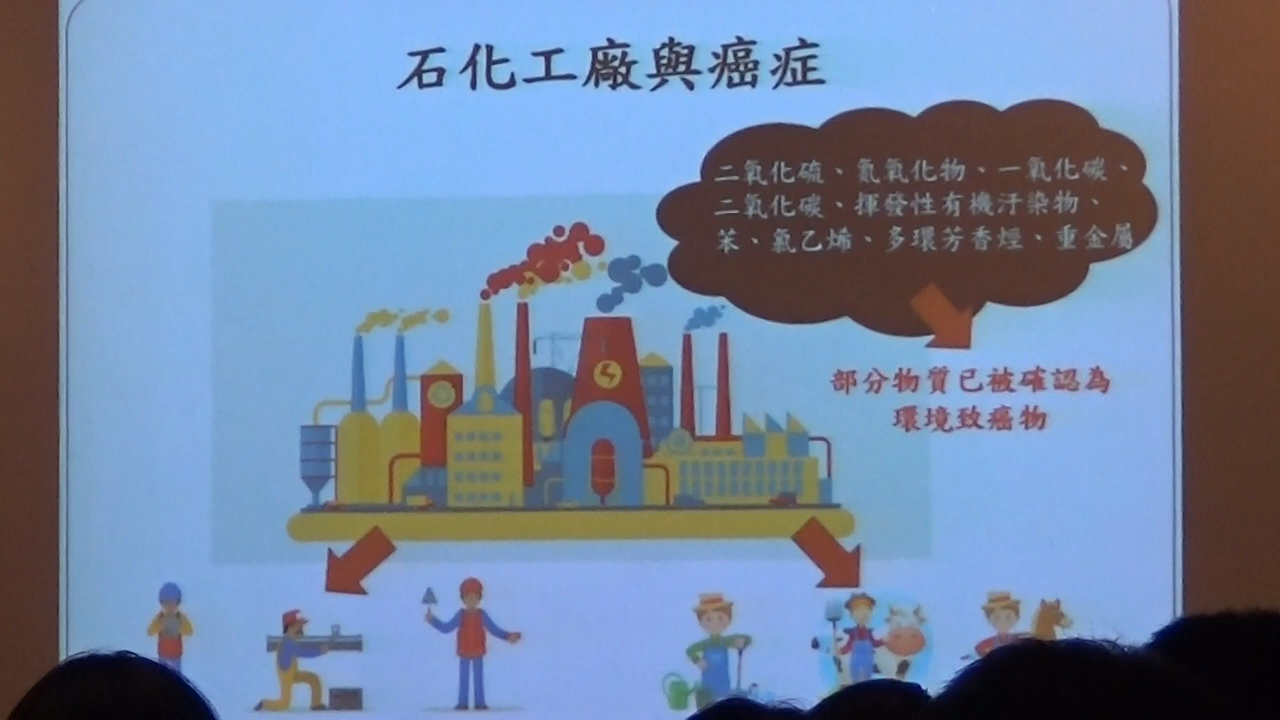 石化工廠與癌症
二氧化硫、氮氧化物、一氧化碳、
二氧化碳、揮發性有機汙染物、
苯、氯乙烯、多環芳香烴、重金屬
部分物質已被確認為
環境致癌物